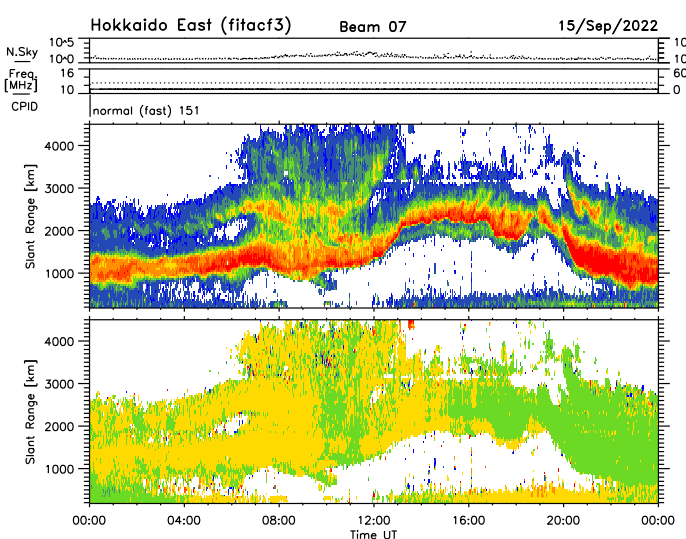 Hokkaido East (fitacf3) Beam 07 15/Sep/2022
N.Sky 10^5 10^0 10 10
Freq. [MHz] 16 10 60 0
CPID normal (fast) 151
Slant Range [km] 4000 3000 2000 1000
Slant Range [km] 4000 3000 2000 1000
00:00 04:00 08:00 12:00 16:00 20:00 00:00
Time UT